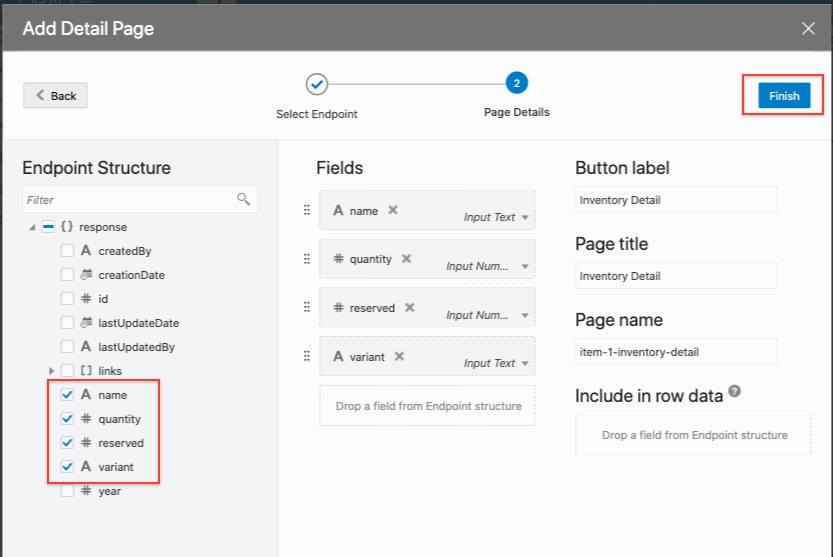 Add Detail Page
Back
Select Endpoint
2
Page Details
Finish
Endpoint Structure
Filter
{} response
A createdBy
creationDate
# id
lastUpdateDate
A lastUpdatedBy
[] links
A name
# quantity
# reserved
A variant
# year
Fields
A name
Input Text
# quantity
Input Num...
# reserved
Input Num...
A variant
Input Text
Drop a field from Endpoint structure
Button label
Inventory Detail
Page title
Inventory Detail
Page name
item-1-inventory-detail
Include in row data ?
Drop a field from Endpoint structure